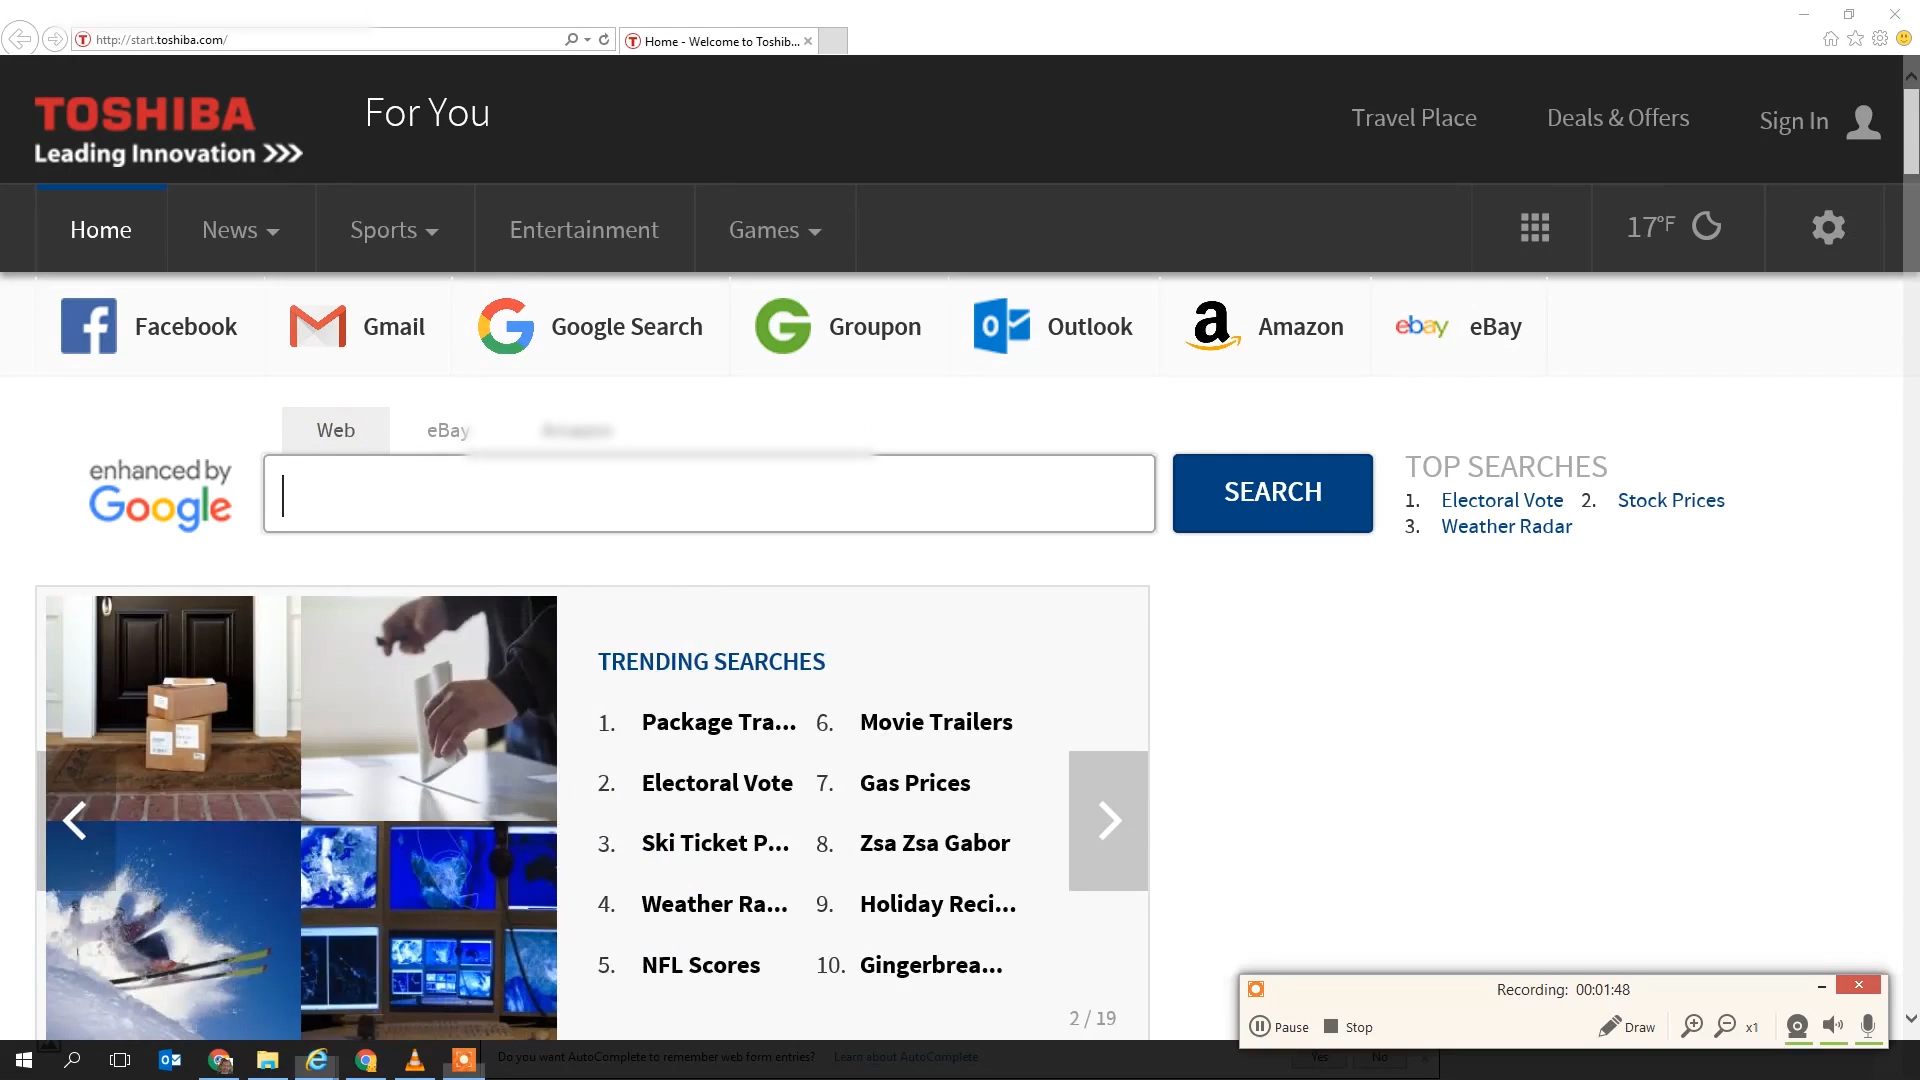 http://start.toshiba.com/
Home - Welcome to Toshib...
TOSHIBA
Leading Innovation >>>
For You
Travel Place
Deals & Offers
Sign In
Home
News
Sports
Entertainment
Games
17°F
Facebook
Gmail
Google Search
Groupon
Outlook
Amazon
ebay eBay
Web
eBay
enhanced by
Google
SEARCH
TOP SEARCHES
1. Electoral Vote 2. Stock Prices
3. Weather Radar
TRENDING SEARCHES
1. Package Tra... 6. Movie Trailers
2. Electoral Vote 7. Gas Prices
3. Ski Ticket P... 8. Zsa Zsa Gabor
4. Weather Ra... 9. Holiday Reci...
5. NFL Scores 10. Gingerbrea...
2 / 19
Recording: 00:01:48
Pause
Stop
Draw
x1
Do you want AutoComplete to remember web form entries? Learn about AutoComplete
Yes
No